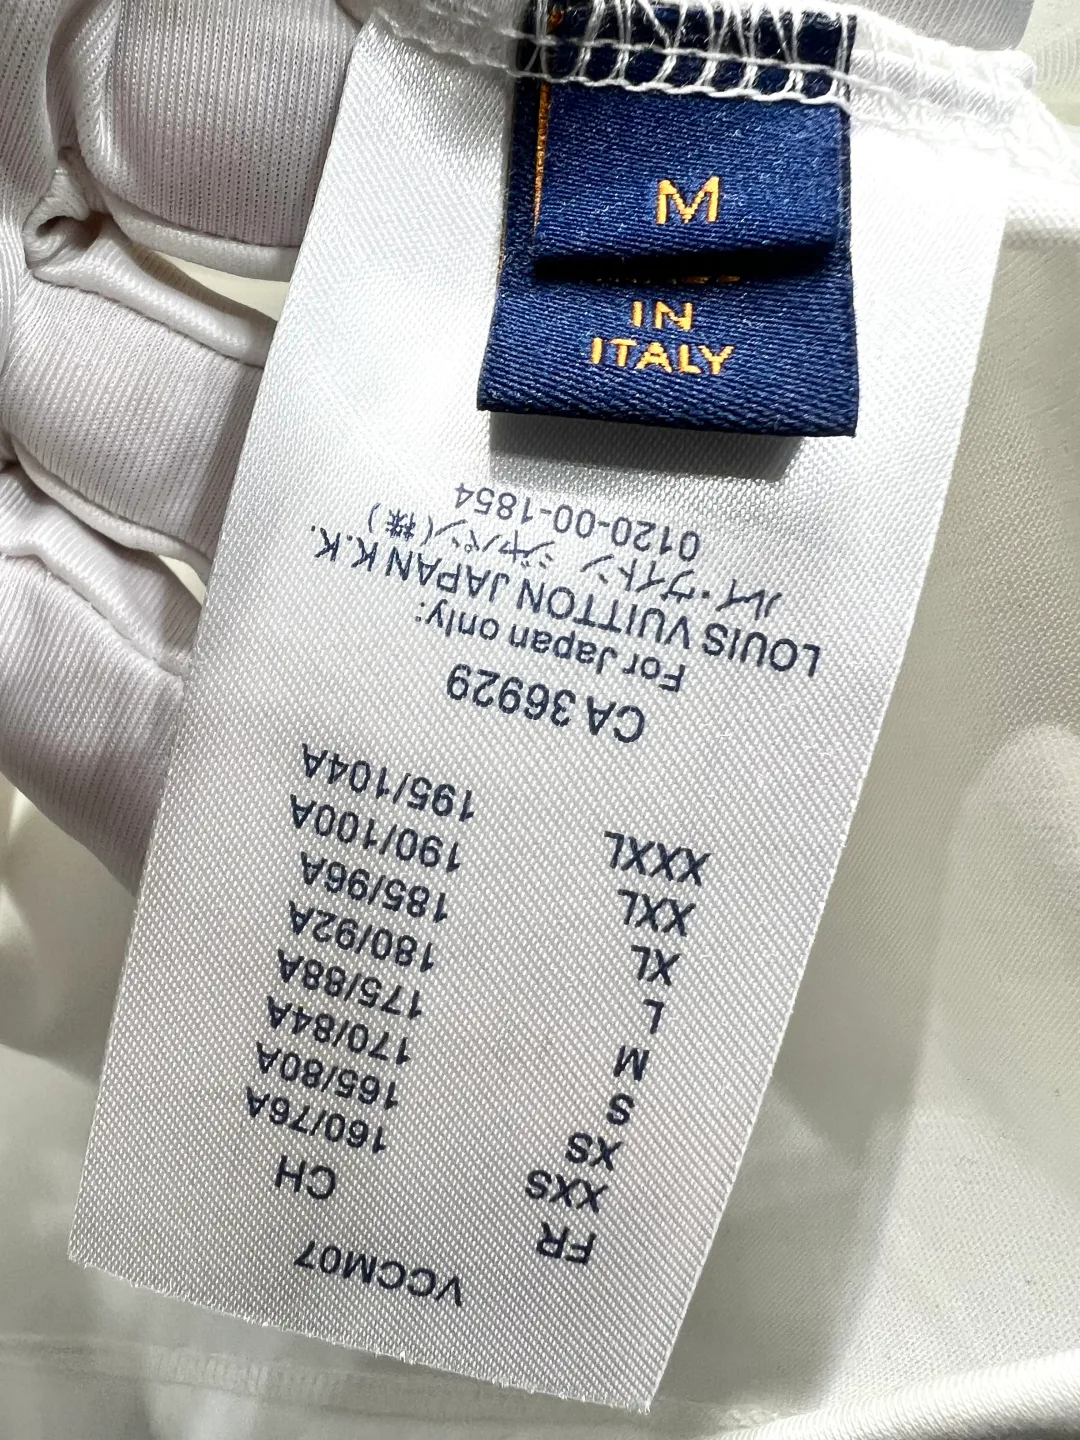 M
IN
ITALY
VCCM07
FR CH
XXS 160/76A
XS 165/80A
S 170/84A
M 175/88A
L 180/92A
XL 185/96A
XXL 190/100A
XXXL 195/104A
CA 36929
For Japan only:
LOUIS VUITTON JAPAN K.K.
ルイ・ヴィトン ジャパン(株)
0120-00-1854